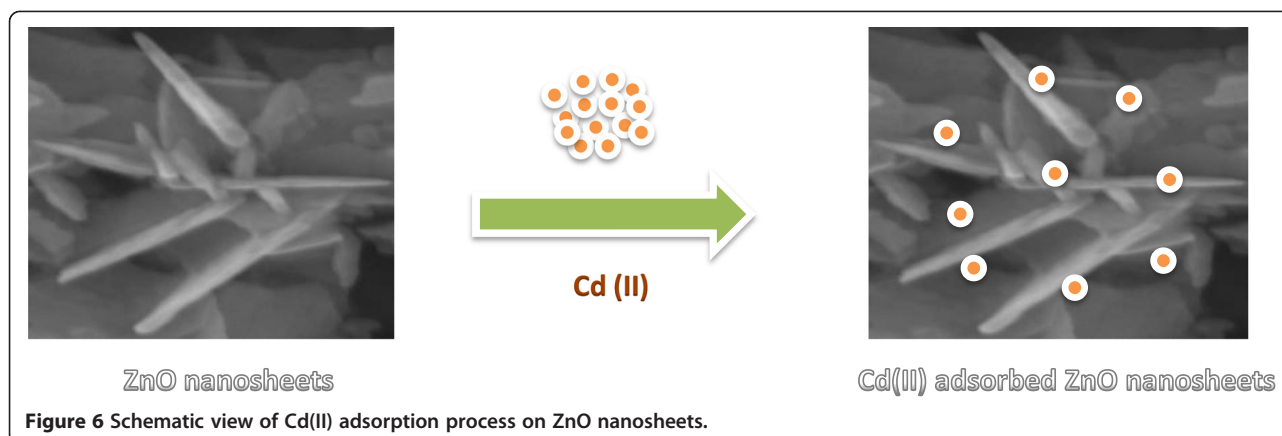 Cd (II)
ZnO nanosheets
Cd(II) adsorbed ZnO nanosheets
Figure 6 Schematic view of Cd(II) adsorption process on ZnO nanosheets.